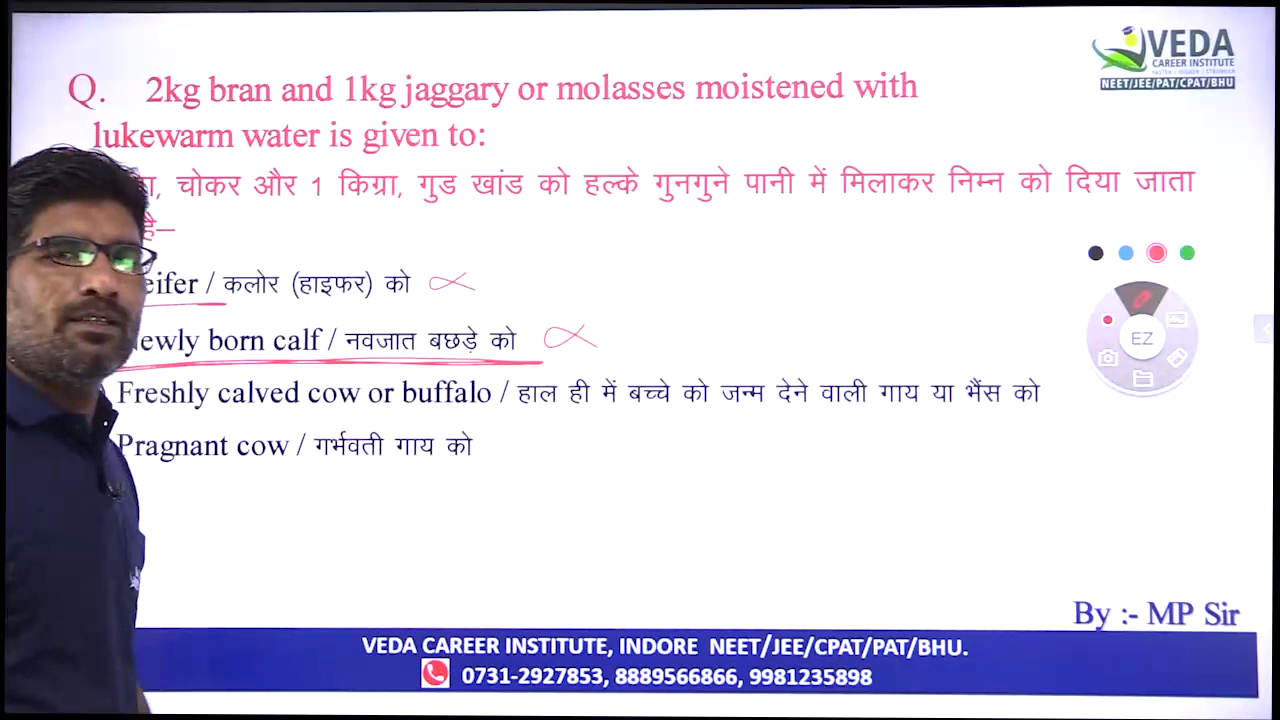 VEDA
CAREER INSTITUTE
FASTER / HIGHER / STRONGER
NEET/JEE/PAT/CPAT/BHU
Q. 2kg bran and 1kg jaggary or molasses moistened with
lukewarm water is given to:
चोकर और 1 किग्रा, गुड खांड को हल्के गुनगुने पानी में मिलाकर निम्न को दिया जाता
है–
eifer / कलोर (हाइफर) को
ewly born calf / नवजात बछड़े को
Freshly calved cow or buffalo / हाल ही में बच्चे को जन्म देने वाली गाय या भैंस को
Pragnant cow / गर्भवती गाय को
EZ
By :- MP Sir
VEDA CAREER INSTITUTE, INDORE NEET/JEE/CPAT/PAT/BHU.
0731-2927853, 8889566866, 9981235898